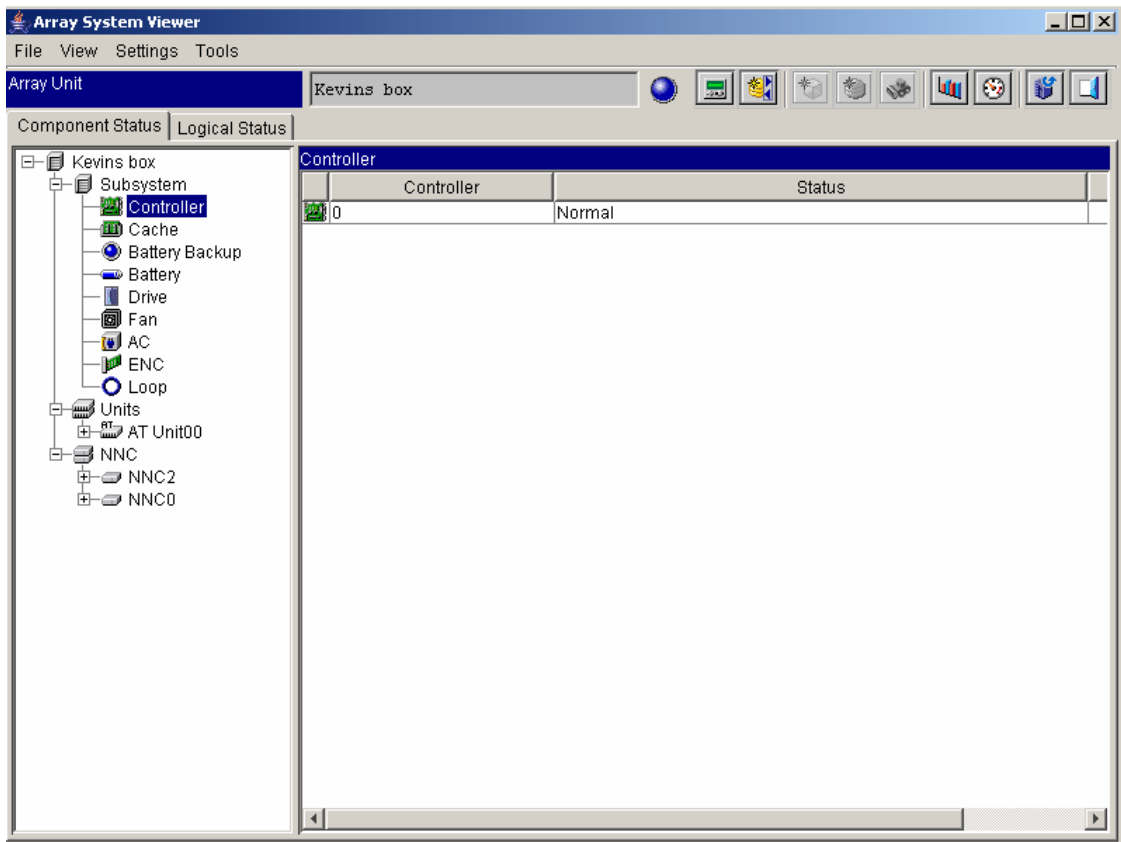 Array System Viewer
File View Settings Tools
Array Unit
Kevins box
Component Status Logical Status
Kevins box
Subsystem
Controller
Cache
Battery Backup
Battery
Drive
Fan
AC
ENC
Loop
Units
AT Unit00
NNC
NNC2
NNC0
Controller
Controller Status
0 Normal